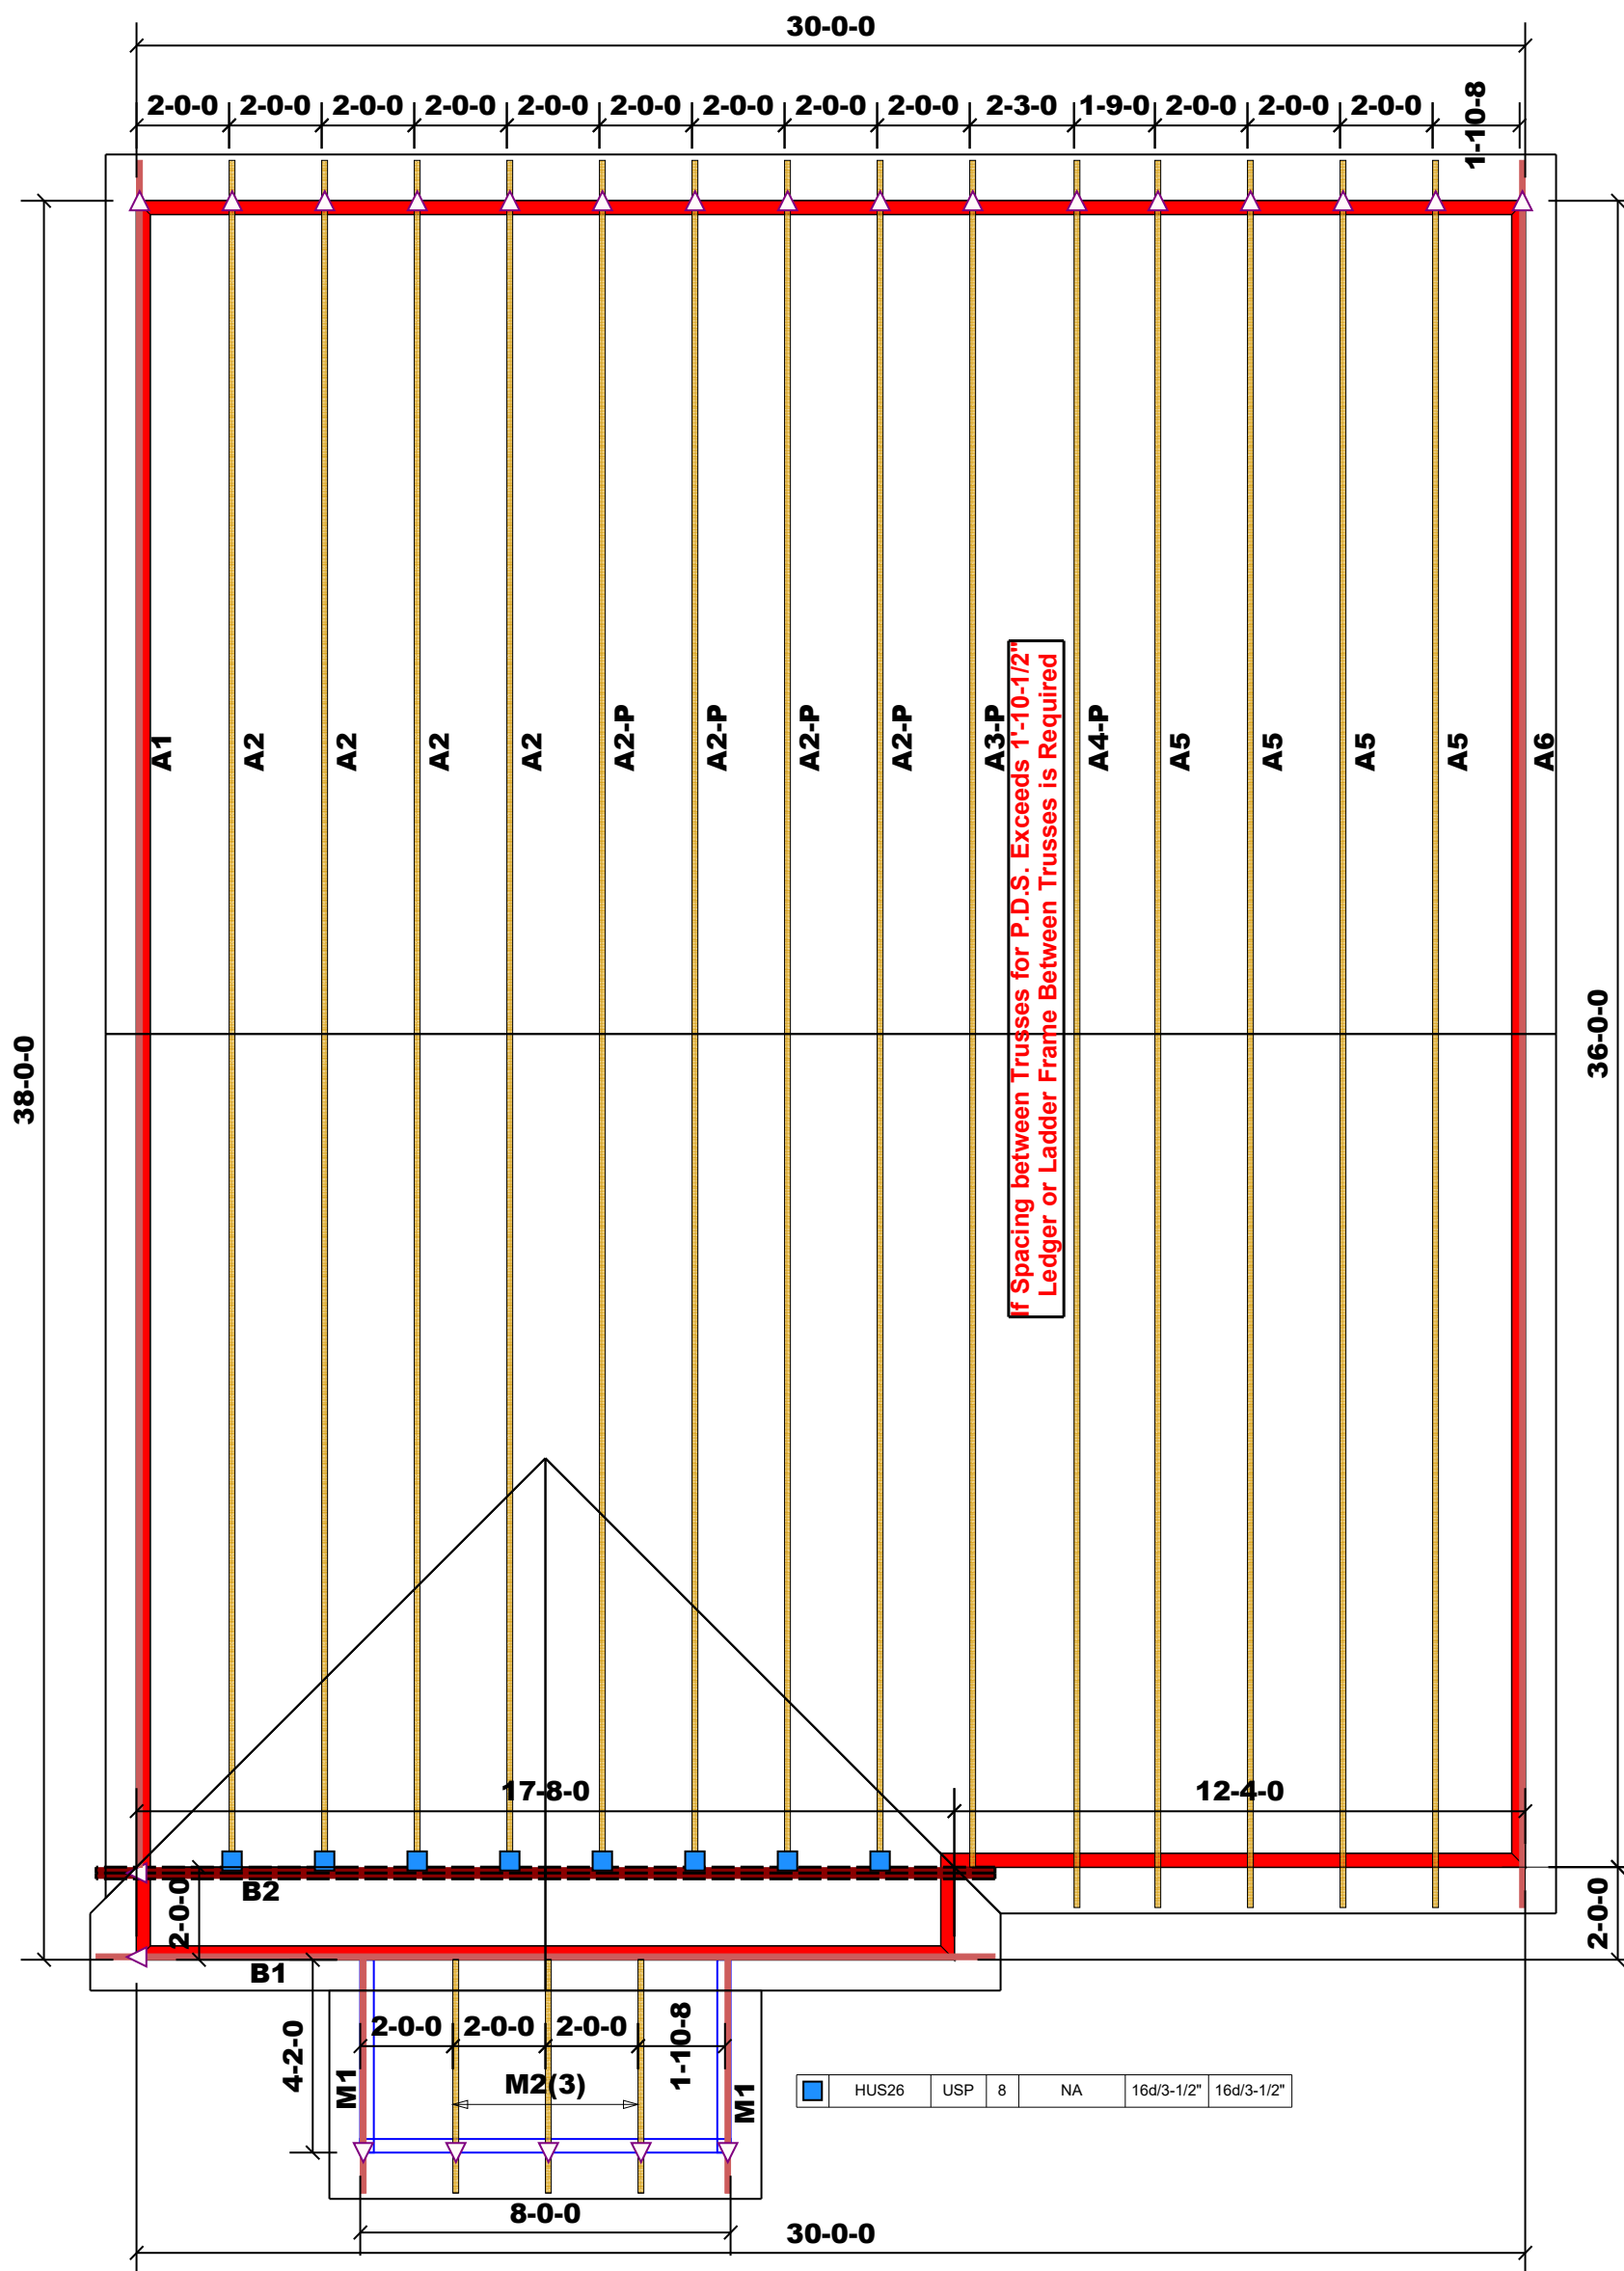 30-0-0
2-0-0 2-0-0 2-0-0 2-0-0 2-0-0 2-0-0 2-0-0 2-0-0 2-0-0 2-3-0 1-9-0 2-0-0 2-0-0 2-0-0 1-10-8
A1 A2 A2 A2 A2 A2-P A2-P A2-P A2-P A3-P A4-P A5 A5 A5 A5 A6
If Spacing between Trusses for P.D.S. Exceeds 1'-10-1/2"
Ledger or Ladder Frame Between Trusses is Required
38-0-0
36-0-0
17-8-0
12-4-0
B2
2-0-0
2-0-0
B1
4-2-0
2-0-0 2-0-0 2-0-0 1-10-8
M1
M2(3)
M1
HUS26 USP 8 NA 16d/3-1/2" 16d/3-1/2"
8-0-0
30-0-0